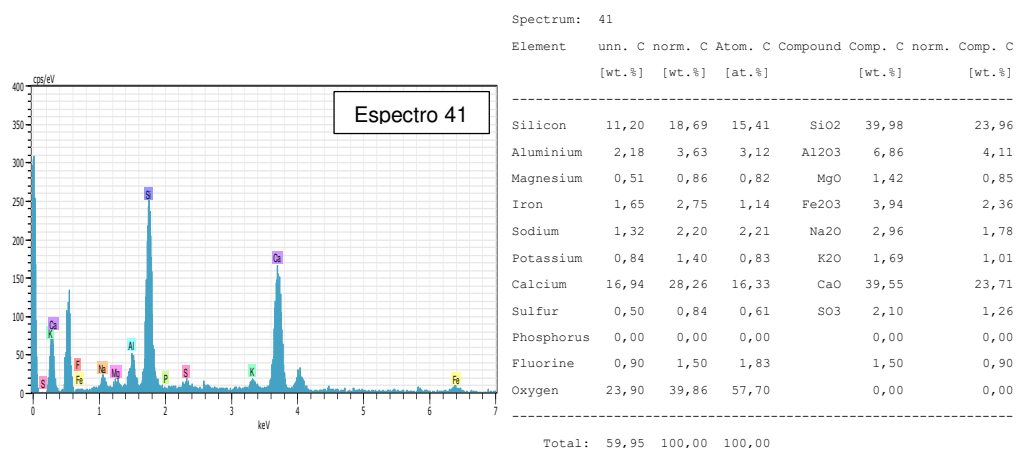 cps/eV
400
350
300
250
200
150
100
50
0
Espectro 41
Si
Ca
Ca
K
Al
F
Na
Fe
Mg
S
P
S
K
Fe
0 1 2 3 4 5 6 7
keV
Spectrum: 41
Element unn. C norm. C Atom. C Compound Comp. C norm. Comp. C
[wt.%] [wt.%] [at.%] [wt.%] [wt.%]
Silicon 11,20 18,69 15,41 SiO2 39,98 23,96
Aluminium 2,18 3,63 3,12 Al2O3 6,86 4,11
Magnesium 0,51 0,86 0,82 MgO 1,42 0,85
Iron 1,65 2,75 1,14 Fe2O3 3,94 2,36
Sodium 1,32 2,20 2,21 Na2O 2,96 1,78
Potassium 0,84 1,40 0,83 K2O 1,69 1,01
Calcium 16,94 28,26 16,33 CaO 39,55 23,71
Sulfur 0,50 0,84 0,61 SO3 2,10 1,26
Phosphorus 0,00 0,00 0,00 0,00 0,00
Fluorine 0,90 1,50 1,83 1,50 0,90
Oxygen 23,90 39,86 57,70 0,00 0,00
Total: 59,95 100,00 100,00